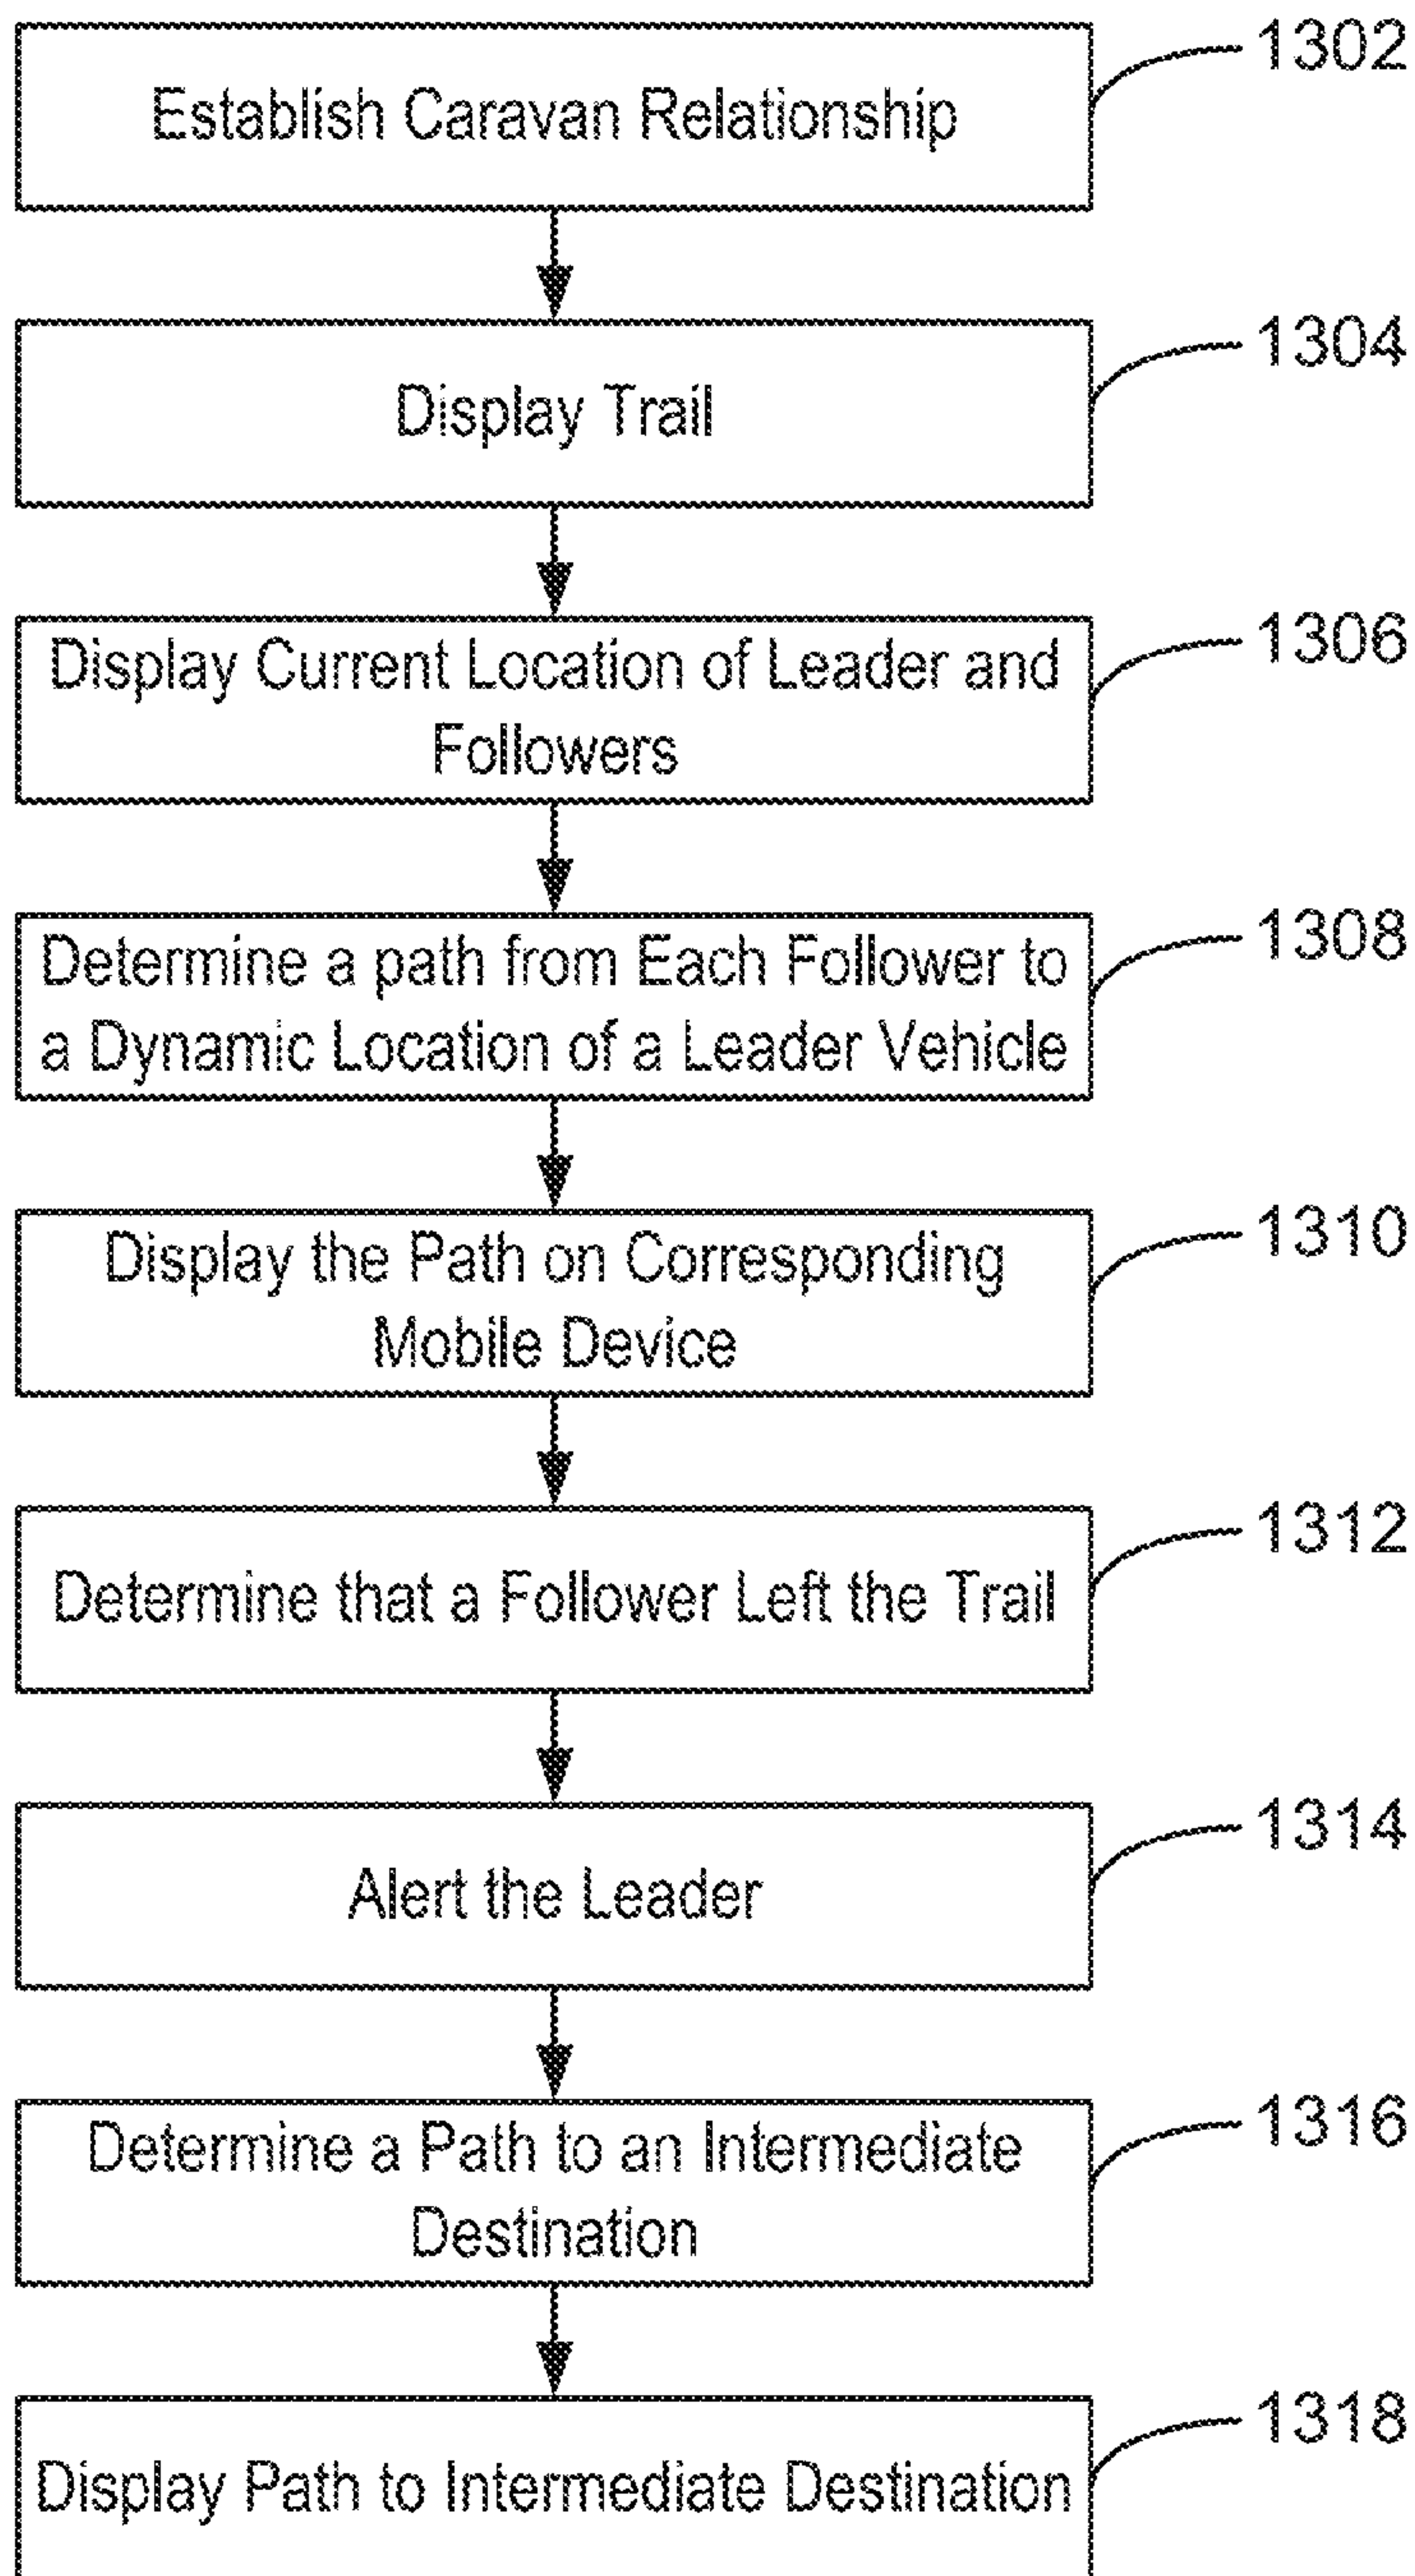 1302
Establish Caravan Relationship
1304
Display Trail
1306
Display Current Location of Leader and
Followers
1308
Determine a path from Each Follower to
a Dynamic Location of a Leader Vehicle
1310
Display the Path on Corresponding
Mobile Device
1312
Determine that a Follower Left the Trail
1314
Alert the Leader
1316
Determine a Path to an Intermediate
Destination
1318
Display Path to Intermediate Destination